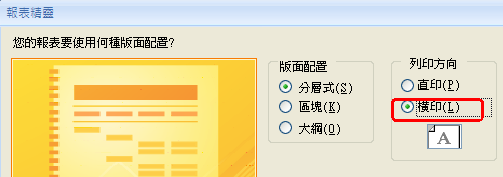 報表精靈
您的報表要使用何種版面配置?
版面配置
分層式(S)
區塊(K)
大綱(O)
列印方向
直印(P)
橫印(L)
A